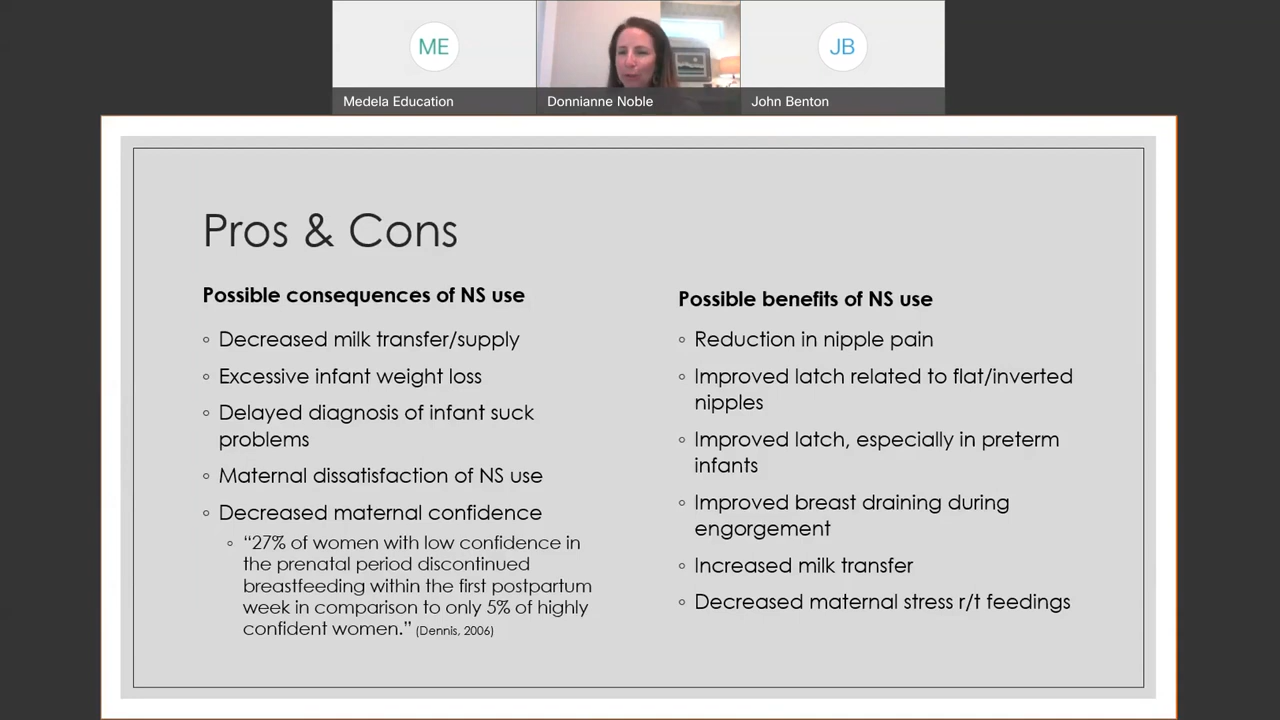 ME
JB
Medela Education
Donnianne Noble
John Benton
Pros & Cons
Possible consequences of NS use
◦ Decreased milk transfer/supply
◦ Excessive infant weight loss
◦ Delayed diagnosis of infant suck
problems
◦ Maternal dissatisfaction of NS use
◦ Decreased maternal confidence
◦ “27% of women with low confidence in
the prenatal period discontinued
breastfeeding within the first postpartum
week in comparison to only 5% of highly
confident women.” (Dennis, 2006)
Possible benefits of NS use
◦ Reduction in nipple pain
◦ Improved latch related to flat/inverted
nipples
◦ Improved latch, especially in preterm
infants
◦ Improved breast draining during
engorgement
◦ Increased milk transfer
◦ Decreased maternal stress r/t feedings